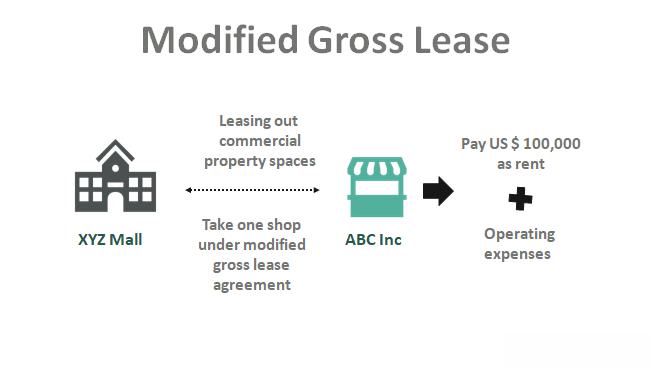 Modified Gross Lease
Leasing out
commercial
property spaces
Pay US $ 100,000
as rent
XYZ Mall
Take one shop
under modified
gross lease
agreement
ABC Inc
Operating
expenses